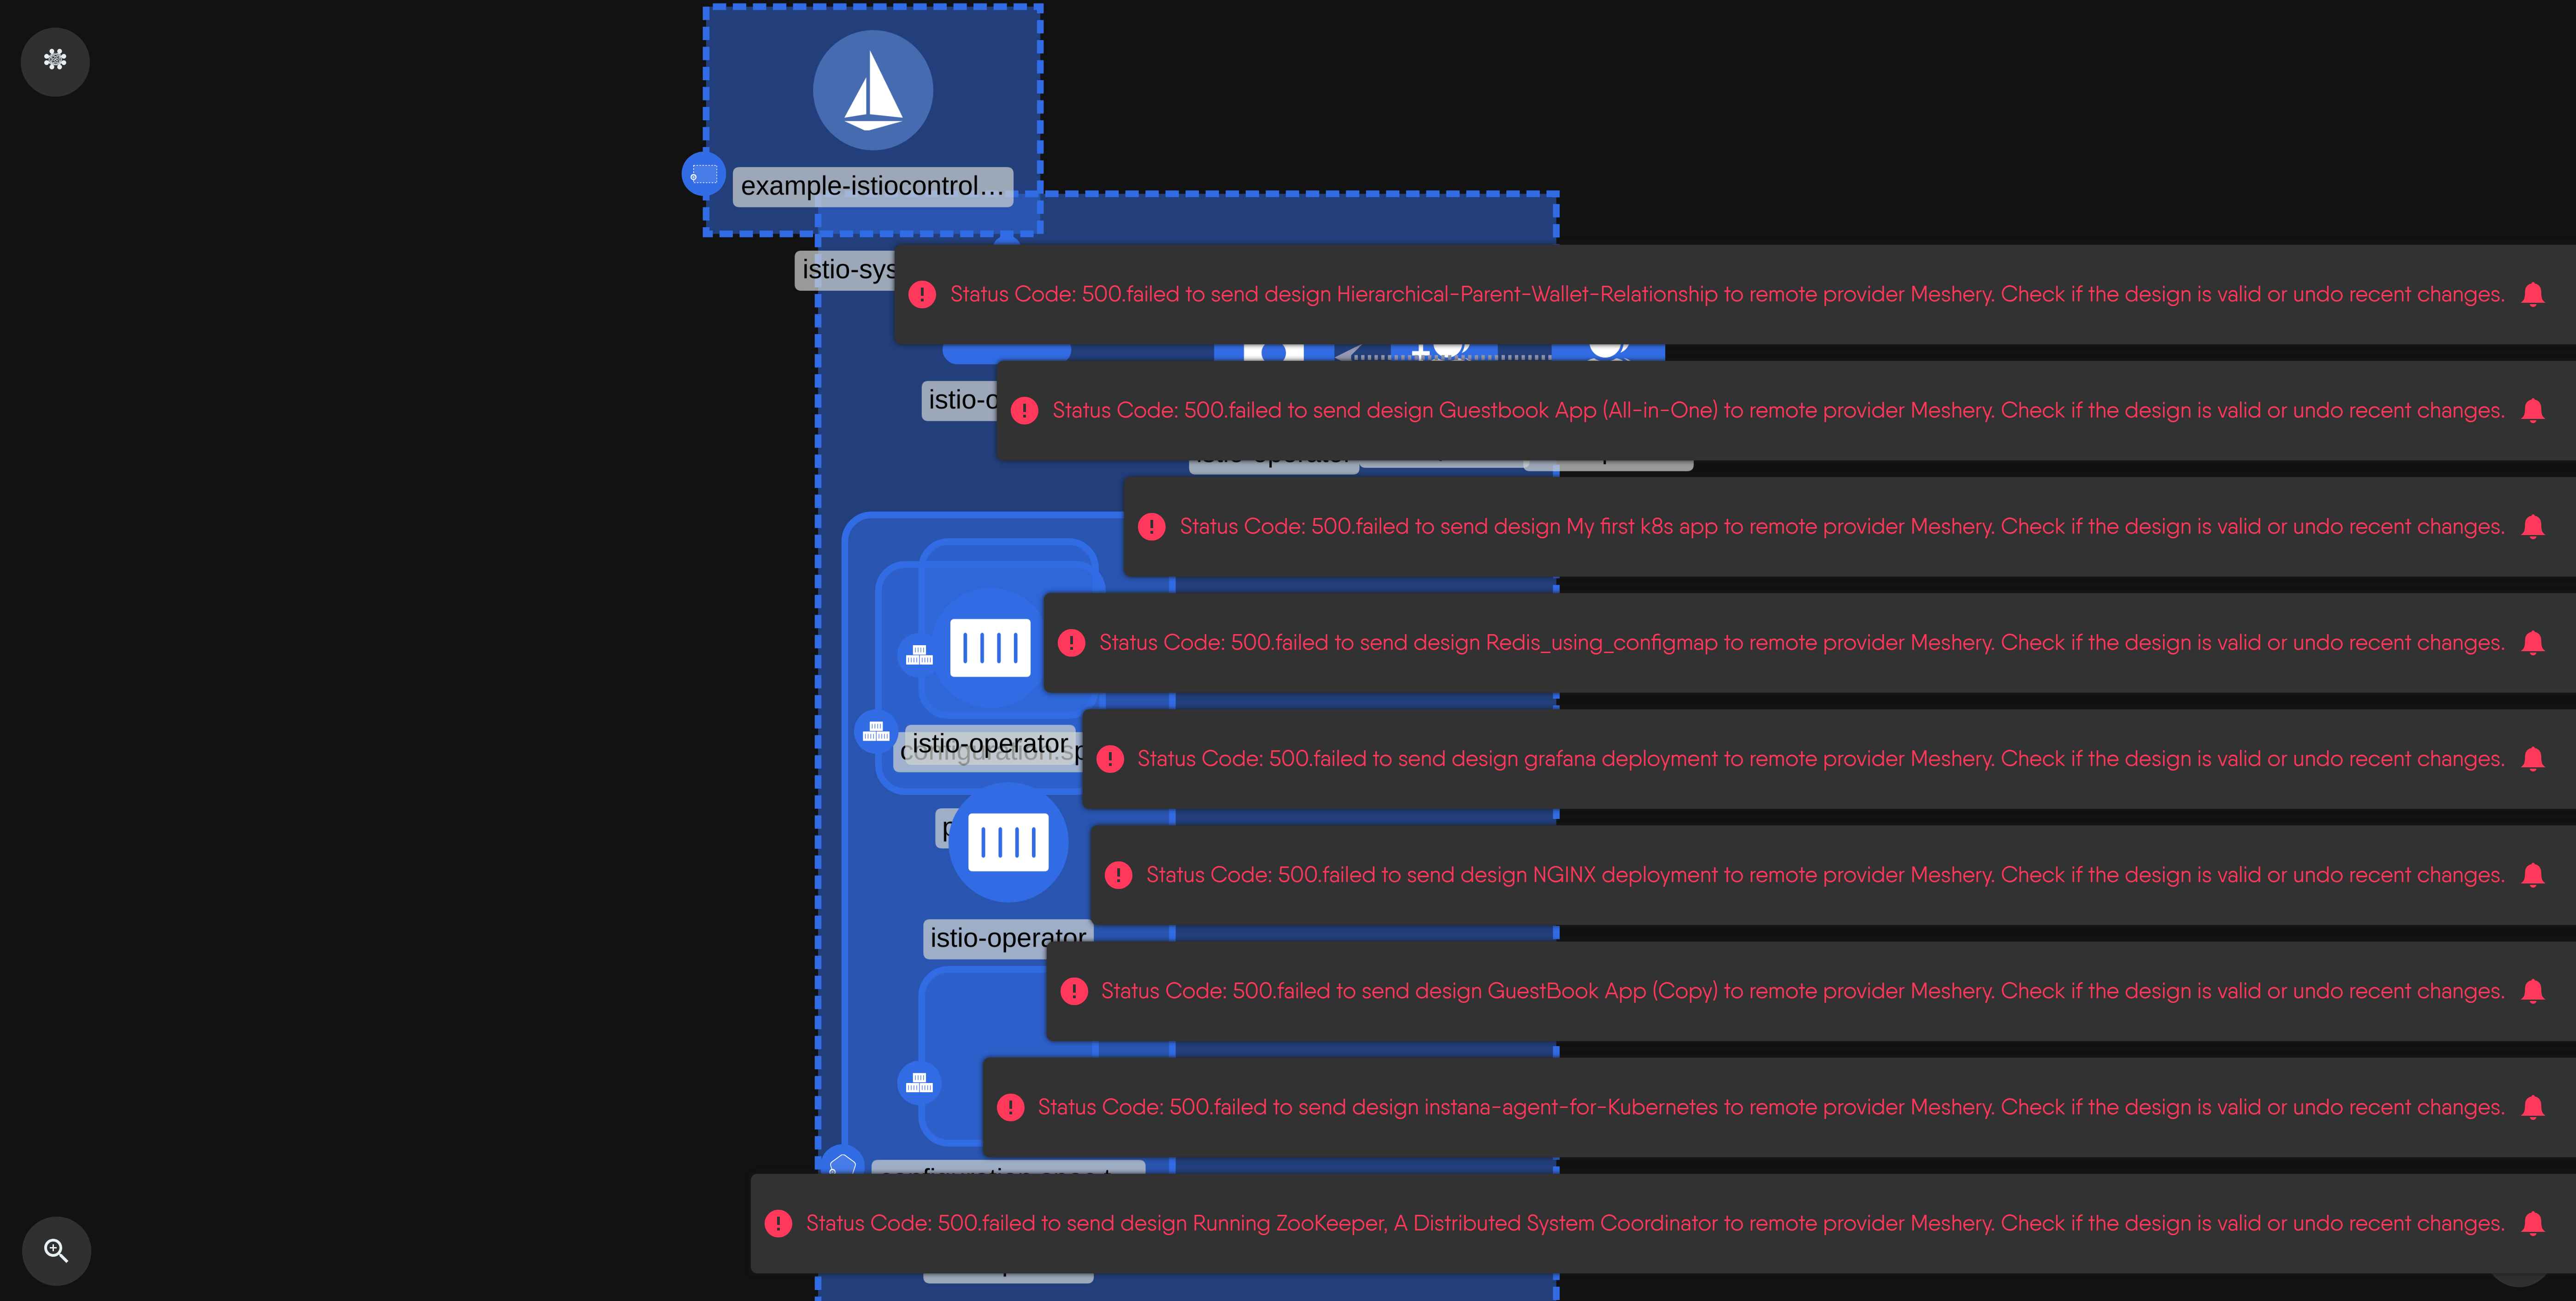 example-istiocontrol...
istio-sys
Status Code: 500.failed to send design Hierarchical-Parent-Wallet-Relationship to remote provider Meshery. Check if the design is valid or undo recent changes.
istio-o
Status Code: 500.failed to send design Guestbook App (All-in-One) to remote provider Meshery. Check if the design is valid or undo recent changes.
istio-operator
Status Code: 500.failed to send design My first k8s app to remote provider Meshery. Check if the design is valid or undo recent changes.
Status Code: 500.failed to send design Redis_using_configmap to remote provider Meshery. Check if the design is valid or undo recent changes.
istio-operator
configuration.sp
Status Code: 500.failed to send design grafana deployment to remote provider Meshery. Check if the design is valid or undo recent changes.
p
Status Code: 500.failed to send design NGINX deployment to remote provider Meshery. Check if the design is valid or undo recent changes.
istio-operator
Status Code: 500.failed to send design GuestBook App (Copy) to remote provider Meshery. Check if the design is valid or undo recent changes.
Status Code: 500.failed to send design instana-agent-for-Kubernetes to remote provider Meshery. Check if the design is valid or undo recent changes.
Status Code: 500.failed to send design Running ZooKeeper, A Distributed System Coordinator to remote provider Meshery. Check if the design is valid or undo recent changes.